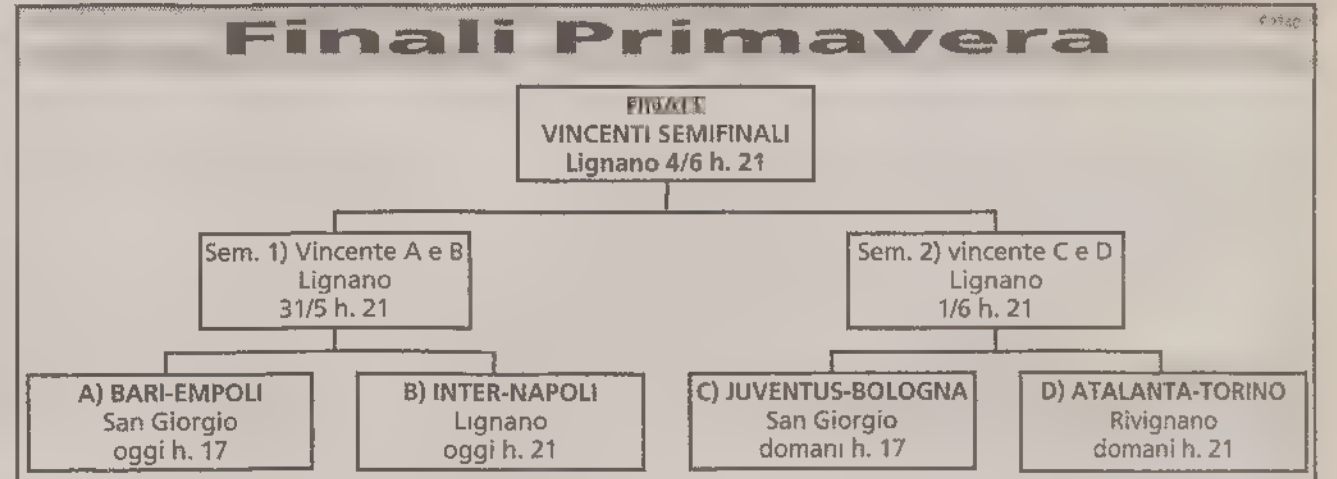 Finali Primavera
FINALE
VINCENTI SEMIFINALI
Lignano 4/6 h. 21
Sem. 1) Vincente A e B
Lignano
31/5 h. 21
Sem. 2) vincente C e D
Lignano
1/6 h. 21
A) BARI-EMPOLI
San Giorgio
oggi h. 17
B) INTER-NAPOLI
Lignano
oggi h. 21
C) JUVENTUS-BOLOGNA
San Giorgio
domani h. 17
D) ATALANTA-TORINO
Rivignano
domani h. 21